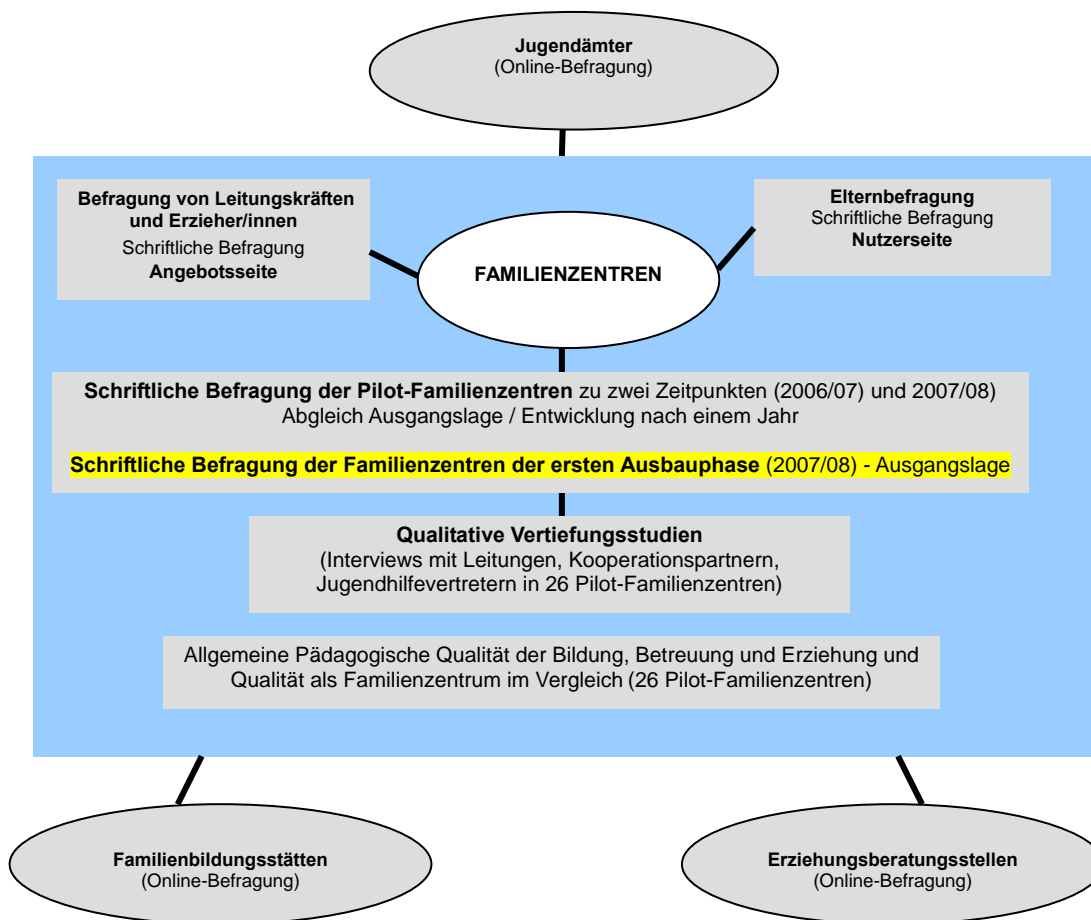 Jugendämter
(Online-Befragung)
Befragung von Leitungskräften
und Erzieher/innen
Schriftliche Befragung
Angebotsseite
Elternbefragung
Schriftliche Befragung
Nutzerseite
FAMILIENZENTREN
Schriftliche Befragung der Pilot-Familienzentren zu zwei Zeitpunkten (2006/07) und 2007/08)
Abgleich Ausgangslage / Entwicklung nach einem Jahr
Schriftliche Befragung der Familienzentren der ersten Ausbauphase (2007/08) - Ausgangslage
Qualitative Vertiefungsstudien
(Interviews mit Leitungen, Kooperationspartnern,
Jugendhilfevertretern in 26 Pilot-Familienzentren)
Allgemeine Pädagogische Qualität der Bildung, Betreuung und Erziehung und
Qualität als Familienzentrum im Vergleich (26 Pilot-Familienzentren)
Familienbildungsstätten
(Online-Befragung)
Erziehungsberatungsstellen
(Online-Befragung)